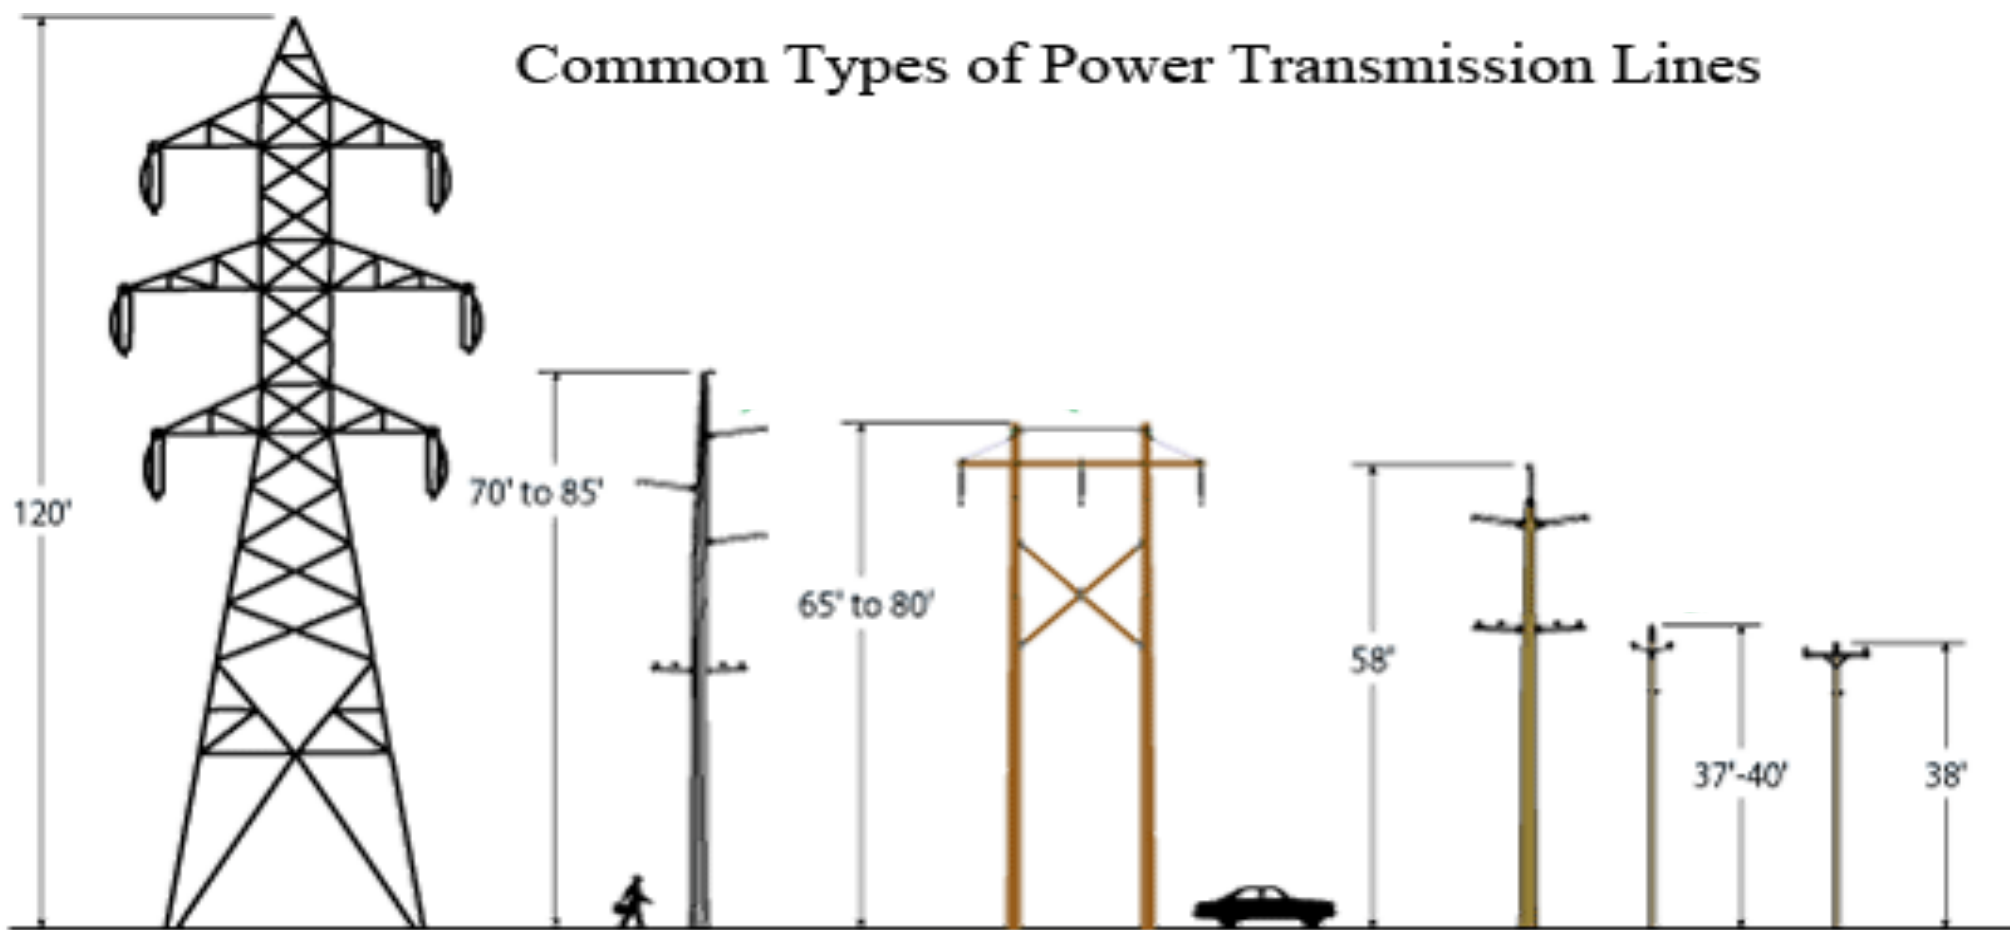 Common Types of Power Transmission Lines
120'
70' to 85'
65' to 80'
58'
37'-40'
38'